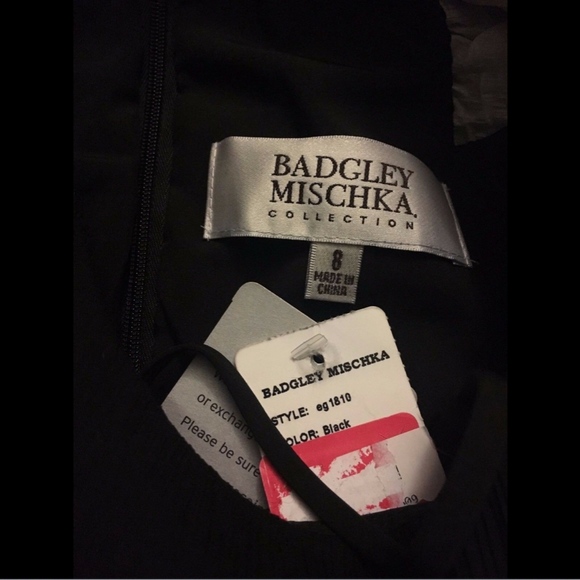 BADGLEY
MISCHKA.
COLLECTION
8
MADE IN
CHINA
BADGLEY MISCHKA
STYLE: eg1810
COLOR: Black
or exchang
Please be sure